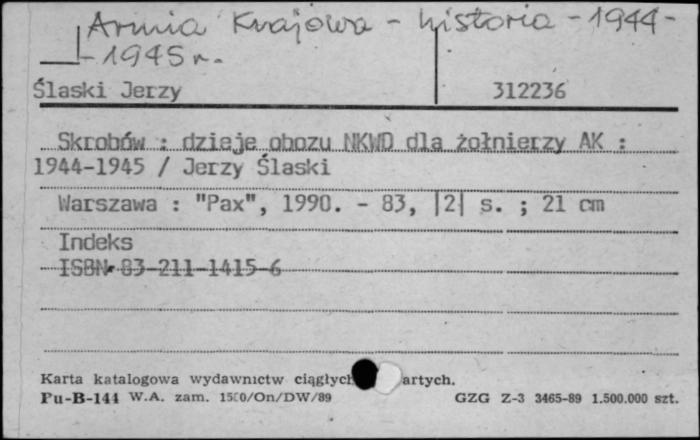 Armia Krajowa - historia - 1944-
- 1945 r.
Ślaski Jerzy 312236
Skrobów : dzieje obozu NKWD dla żołnierzy AK :
1944-1945 / Jerzy Ślaski
Warszawa : "Pax", 1990. - 83, |2| s. ; 21 cm
Indeks
ISBN 83-211-1415-6
Karta katalogowa wydawnictw ciągłych artych.
Pu-B-144 W.A. zam. 1500/On/DW/89 GZG Z-3 3465-89 1.500.000 szt.